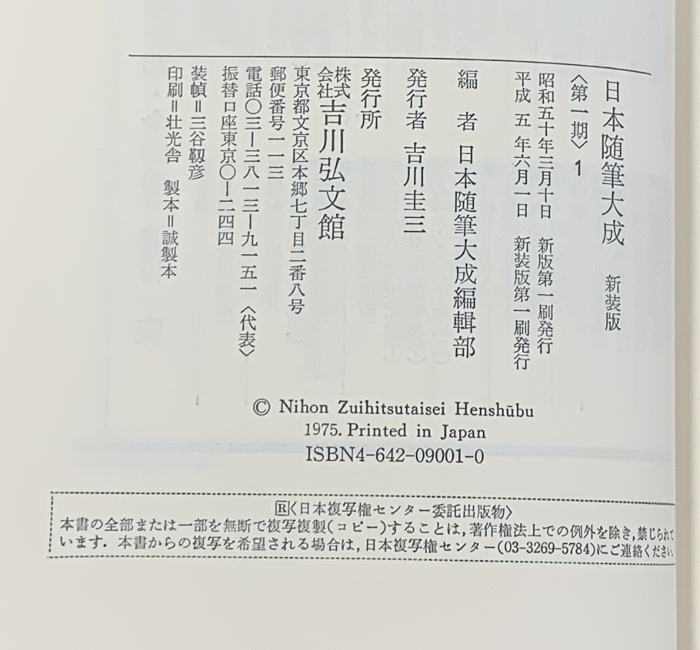 日本随筆大成 新装版
〈第一期〉1
昭和五十年三月十日 新版第一刷発行
平成五年六月一日 新装版第一刷発行
編者 日本随筆大成編輯部
発行者 吉川圭三
発行所
株式会社 吉川弘文館
東京都文京区本郷七丁目二番八号
郵便番号一一三
電話〇三―三八一三―九一五一〈代表〉
振替口座東京〇―二四四
装幀＝三谷靱彦
印刷＝壮光舎 製本＝誠製本
© Nihon Zuihitsutaisei Henshūbu
1975. Printed in Japan
ISBN4-642-09001-0
R〈日本複写権センター委託出版物〉
本書の全部または一部を無断で複写複製(コピー)することは,著作権法上での例外を除き,禁じられて
います．本書からの複写を希望される場合は,日本複写権センター(03-3269-5784)にご連絡ください.